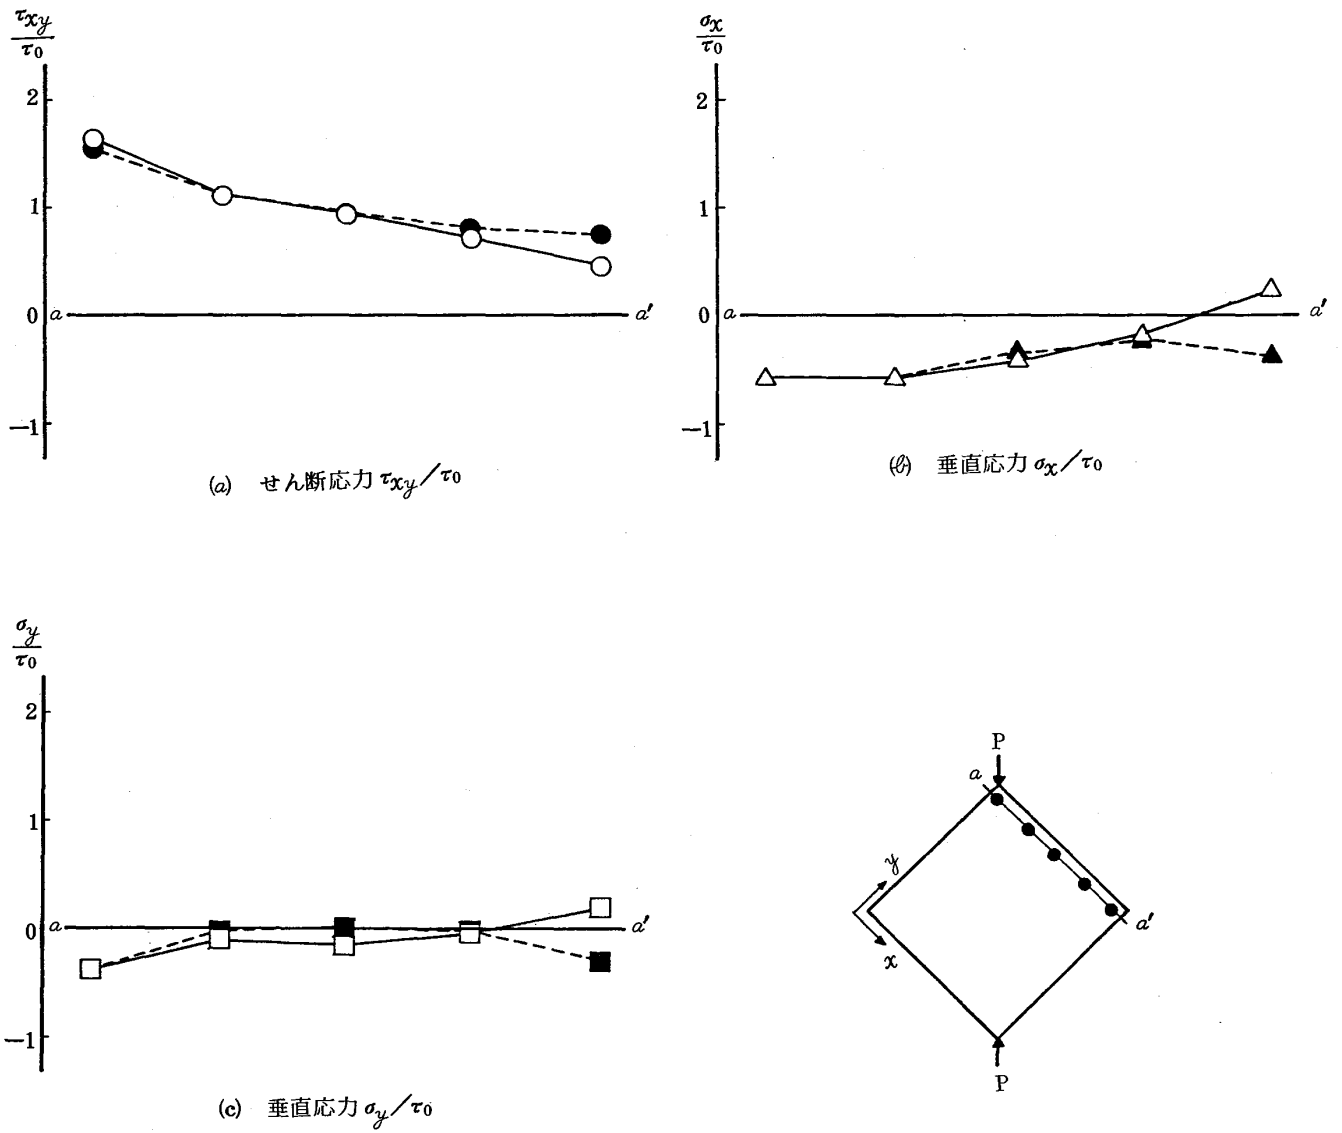 τxy/τ0
2
1
0 a a′
−1
(a) せん断応力 τxy/τ0
σx/τ0
2
1
0 a a′
−1
(b) 垂直応力 σx/τ0
σy/τ0
2
1
0 a a′
−1
(c) 垂直応力 σy/τ0
P
a
y
x
a′
P